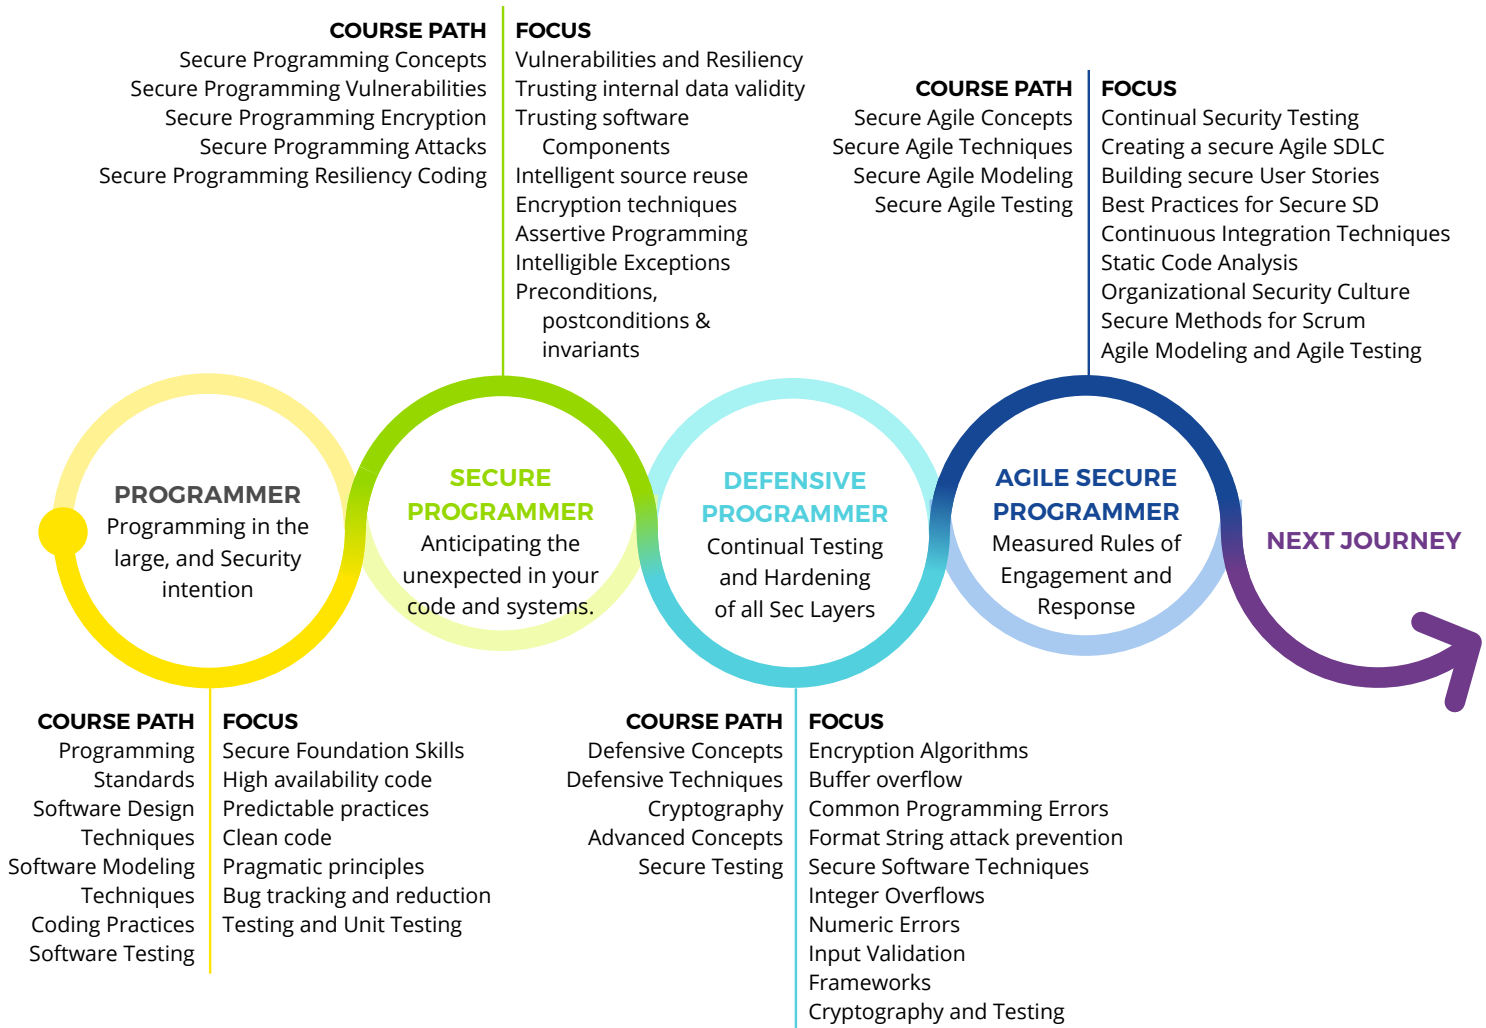 COURSE PATH
Secure Programming Concepts
Secure Programming Vulnerabilities
Secure Programming Encryption
Secure Programming Attacks
Secure Programming Resiliency Coding
FOCUS
Vulnerabilities and Resiliency
Trusting internal data validity
Trusting software
Components
Intelligent source reuse
Encryption techniques
Assertive Programming
Intelligible Exceptions
Preconditions,
postconditions &
invariants
COURSE PATH
Secure Agile Concepts
Secure Agile Techniques
Secure Agile Modeling
Secure Agile Testing
FOCUS
Continual Security Testing
Creating a secure Agile SDLC
Building secure User Stories
Best Practices for Secure SD
Continuous Integration Techniques
Static Code Analysis
Organizational Security Culture
Secure Methods for Scrum
Agile Modeling and Agile Testing
PROGRAMMER
Programming in the
large, and Security
intention
SECURE
PROGRAMMER
Anticipating the
unexpected in your
code and systems.
DEFENSIVE
PROGRAMMER
Continual Testing
and Hardening
of all Sec Layers
AGILE SECURE
PROGRAMMER
Measured Rules of
Engagement and
Response
NEXT JOURNEY
COURSE PATH
Programming
Standards
Software Design
Techniques
Software Modeling
Techniques
Coding Practices
Software Testing
FOCUS
Secure Foundation Skills
High availability code
Predictable practices
Clean code
Pragmatic principles
Bug tracking and reduction
Testing and Unit Testing
COURSE PATH
Defensive Concepts
Defensive Techniques
Cryptography
Advanced Concepts
Secure Testing
FOCUS
Encryption Algorithms
Buffer overflow
Common Programming Errors
Format String attack prevention
Secure Software Techniques
Integer Overflows
Numeric Errors
Input Validation
Frameworks
Cryptography and Testing